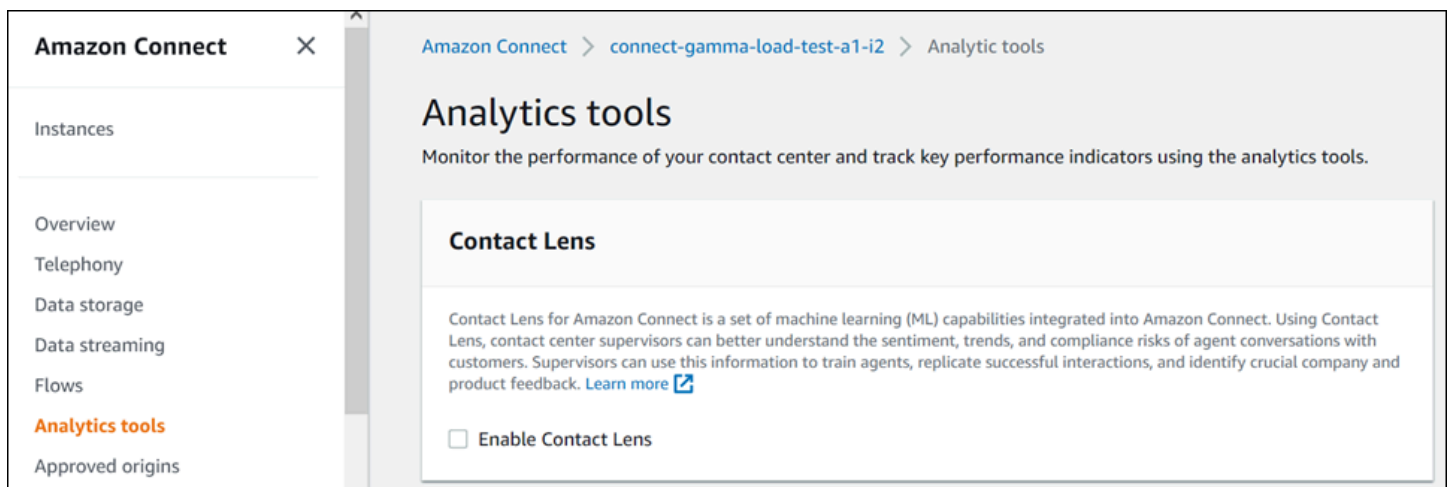 Amazon Connect
Instances
Overview
Telephony
Data storage
Data streaming
Flows
Analytics tools
Approved origins
Amazon Connect > connect-gamma-load-test-a1-i2 > Analytic tools
Analytics tools
Monitor the performance of your contact center and track key performance indicators using the analytics tools.
Contact Lens
Contact Lens for Amazon Connect is a set of machine learning (ML) capabilities integrated into Amazon Connect. Using Contact
Lens, contact center supervisors can better understand the sentiment, trends, and compliance risks of agent conversations with
customers. Supervisors can use this information to train agents, replicate successful interactions, and identify crucial company and
product feedback. Learn more
Enable Contact Lens